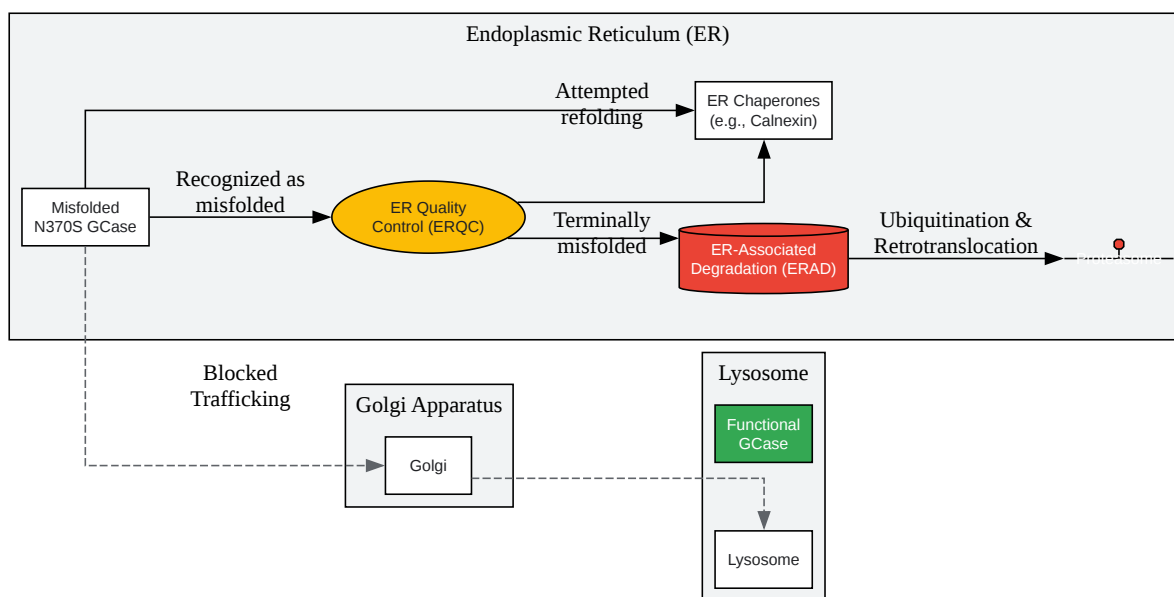 Endoplasmic Reticulum (ER)
Attempted
refolding
ER Chaperones
(e.g., Calnexin)
Misfolded
N370S GCase
Recognized as
misfolded
ER Quality
Control (ERQC)
Terminally
misfolded
ER-Associated
Degradation (ERAD)
Ubiquitination &
Retrotranslocation
Blocked
Trafficking
Golgi Apparatus
Golgi
Lysosome
Functional
GCase
Lysosome